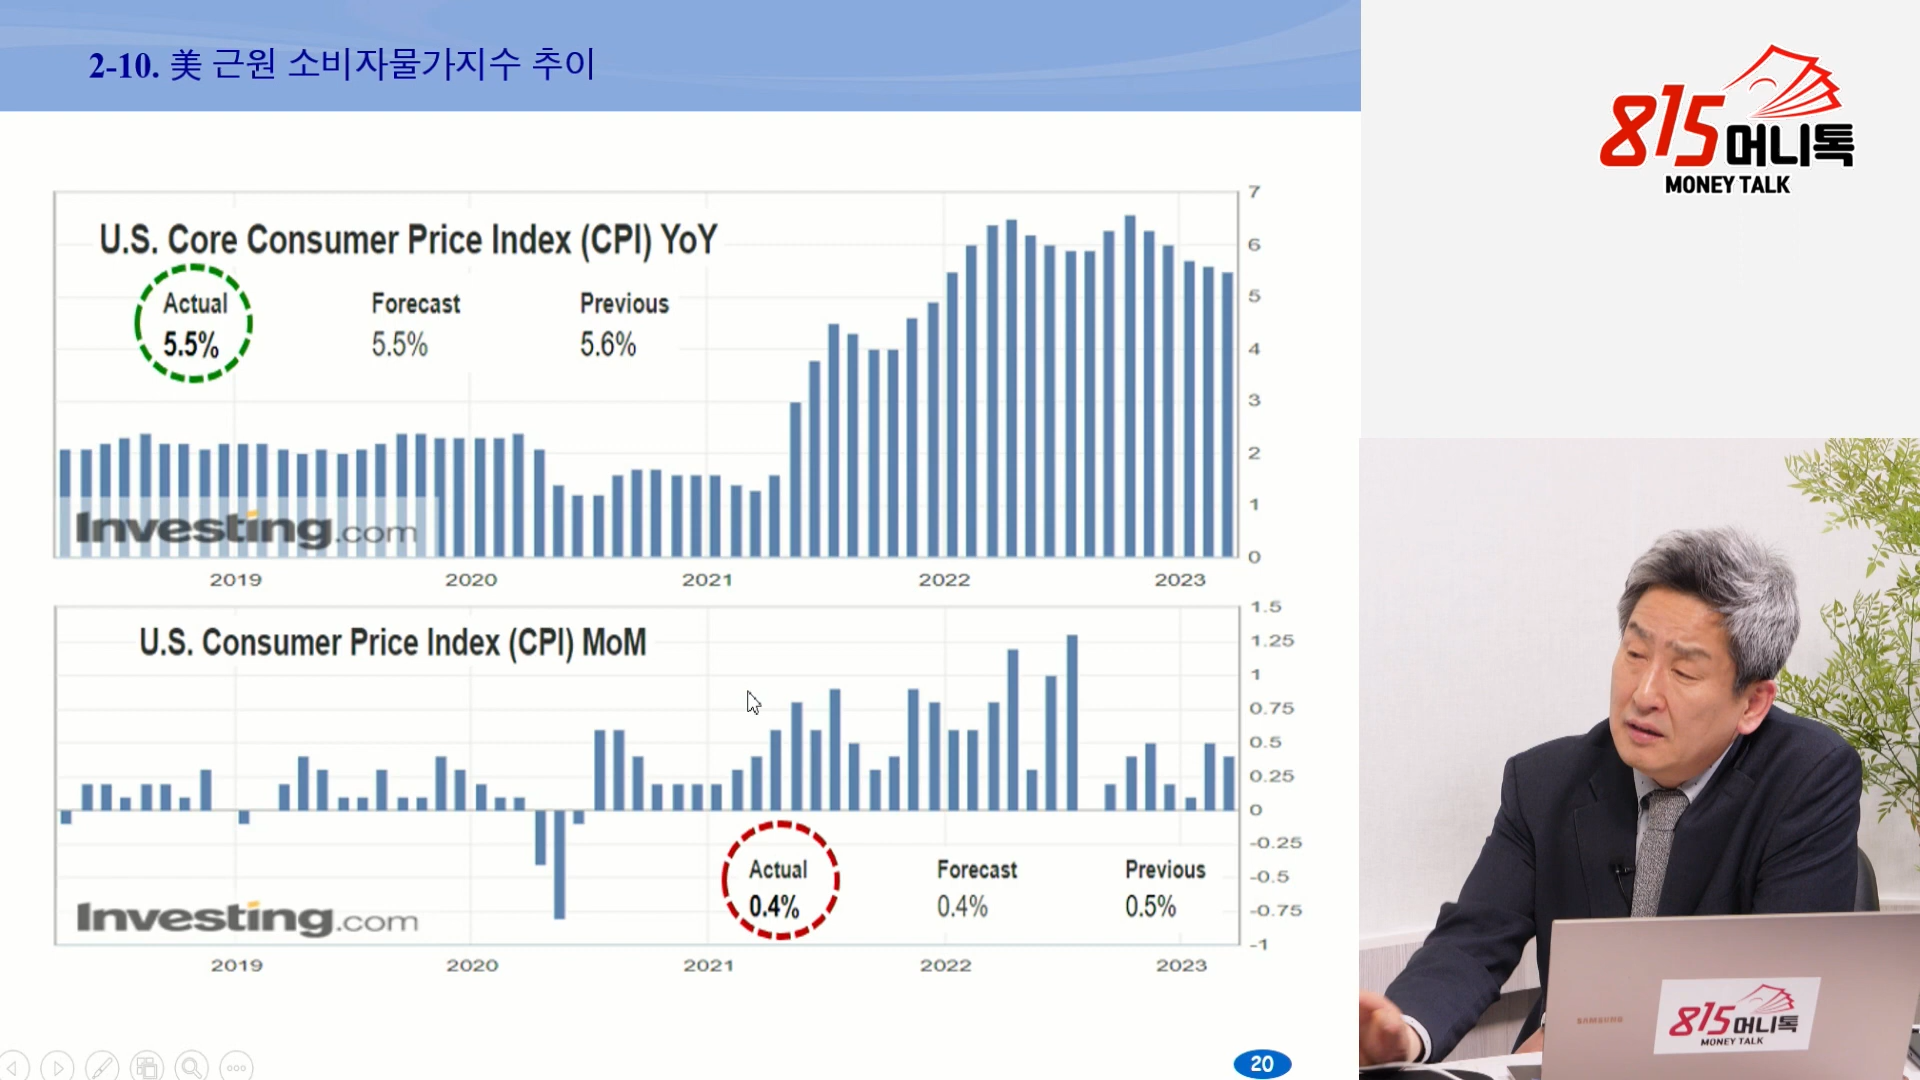 2-10. 美 근원 소비자물가지수 추이
815머니톡
MONEY TALK
U.S. Core Consumer Price Index (CPI) YoY
Actual Forecast Previous
5.5% 5.5% 5.6%
7
6
5
4
3
2
1
0
Investing.com
2019 2020 2021 2022 2023
U.S. Consumer Price Index (CPI) MoM
1.5
1.25
1
0.75
0.5
0.25
0
-0.25
-0.5
-0.75
-1
Actual Forecast Previous
0.4% 0.4% 0.5%
Investing.com
2019 2020 2021 2022 2023
20
SAMSUNG
815머니톡
MONEY TALK